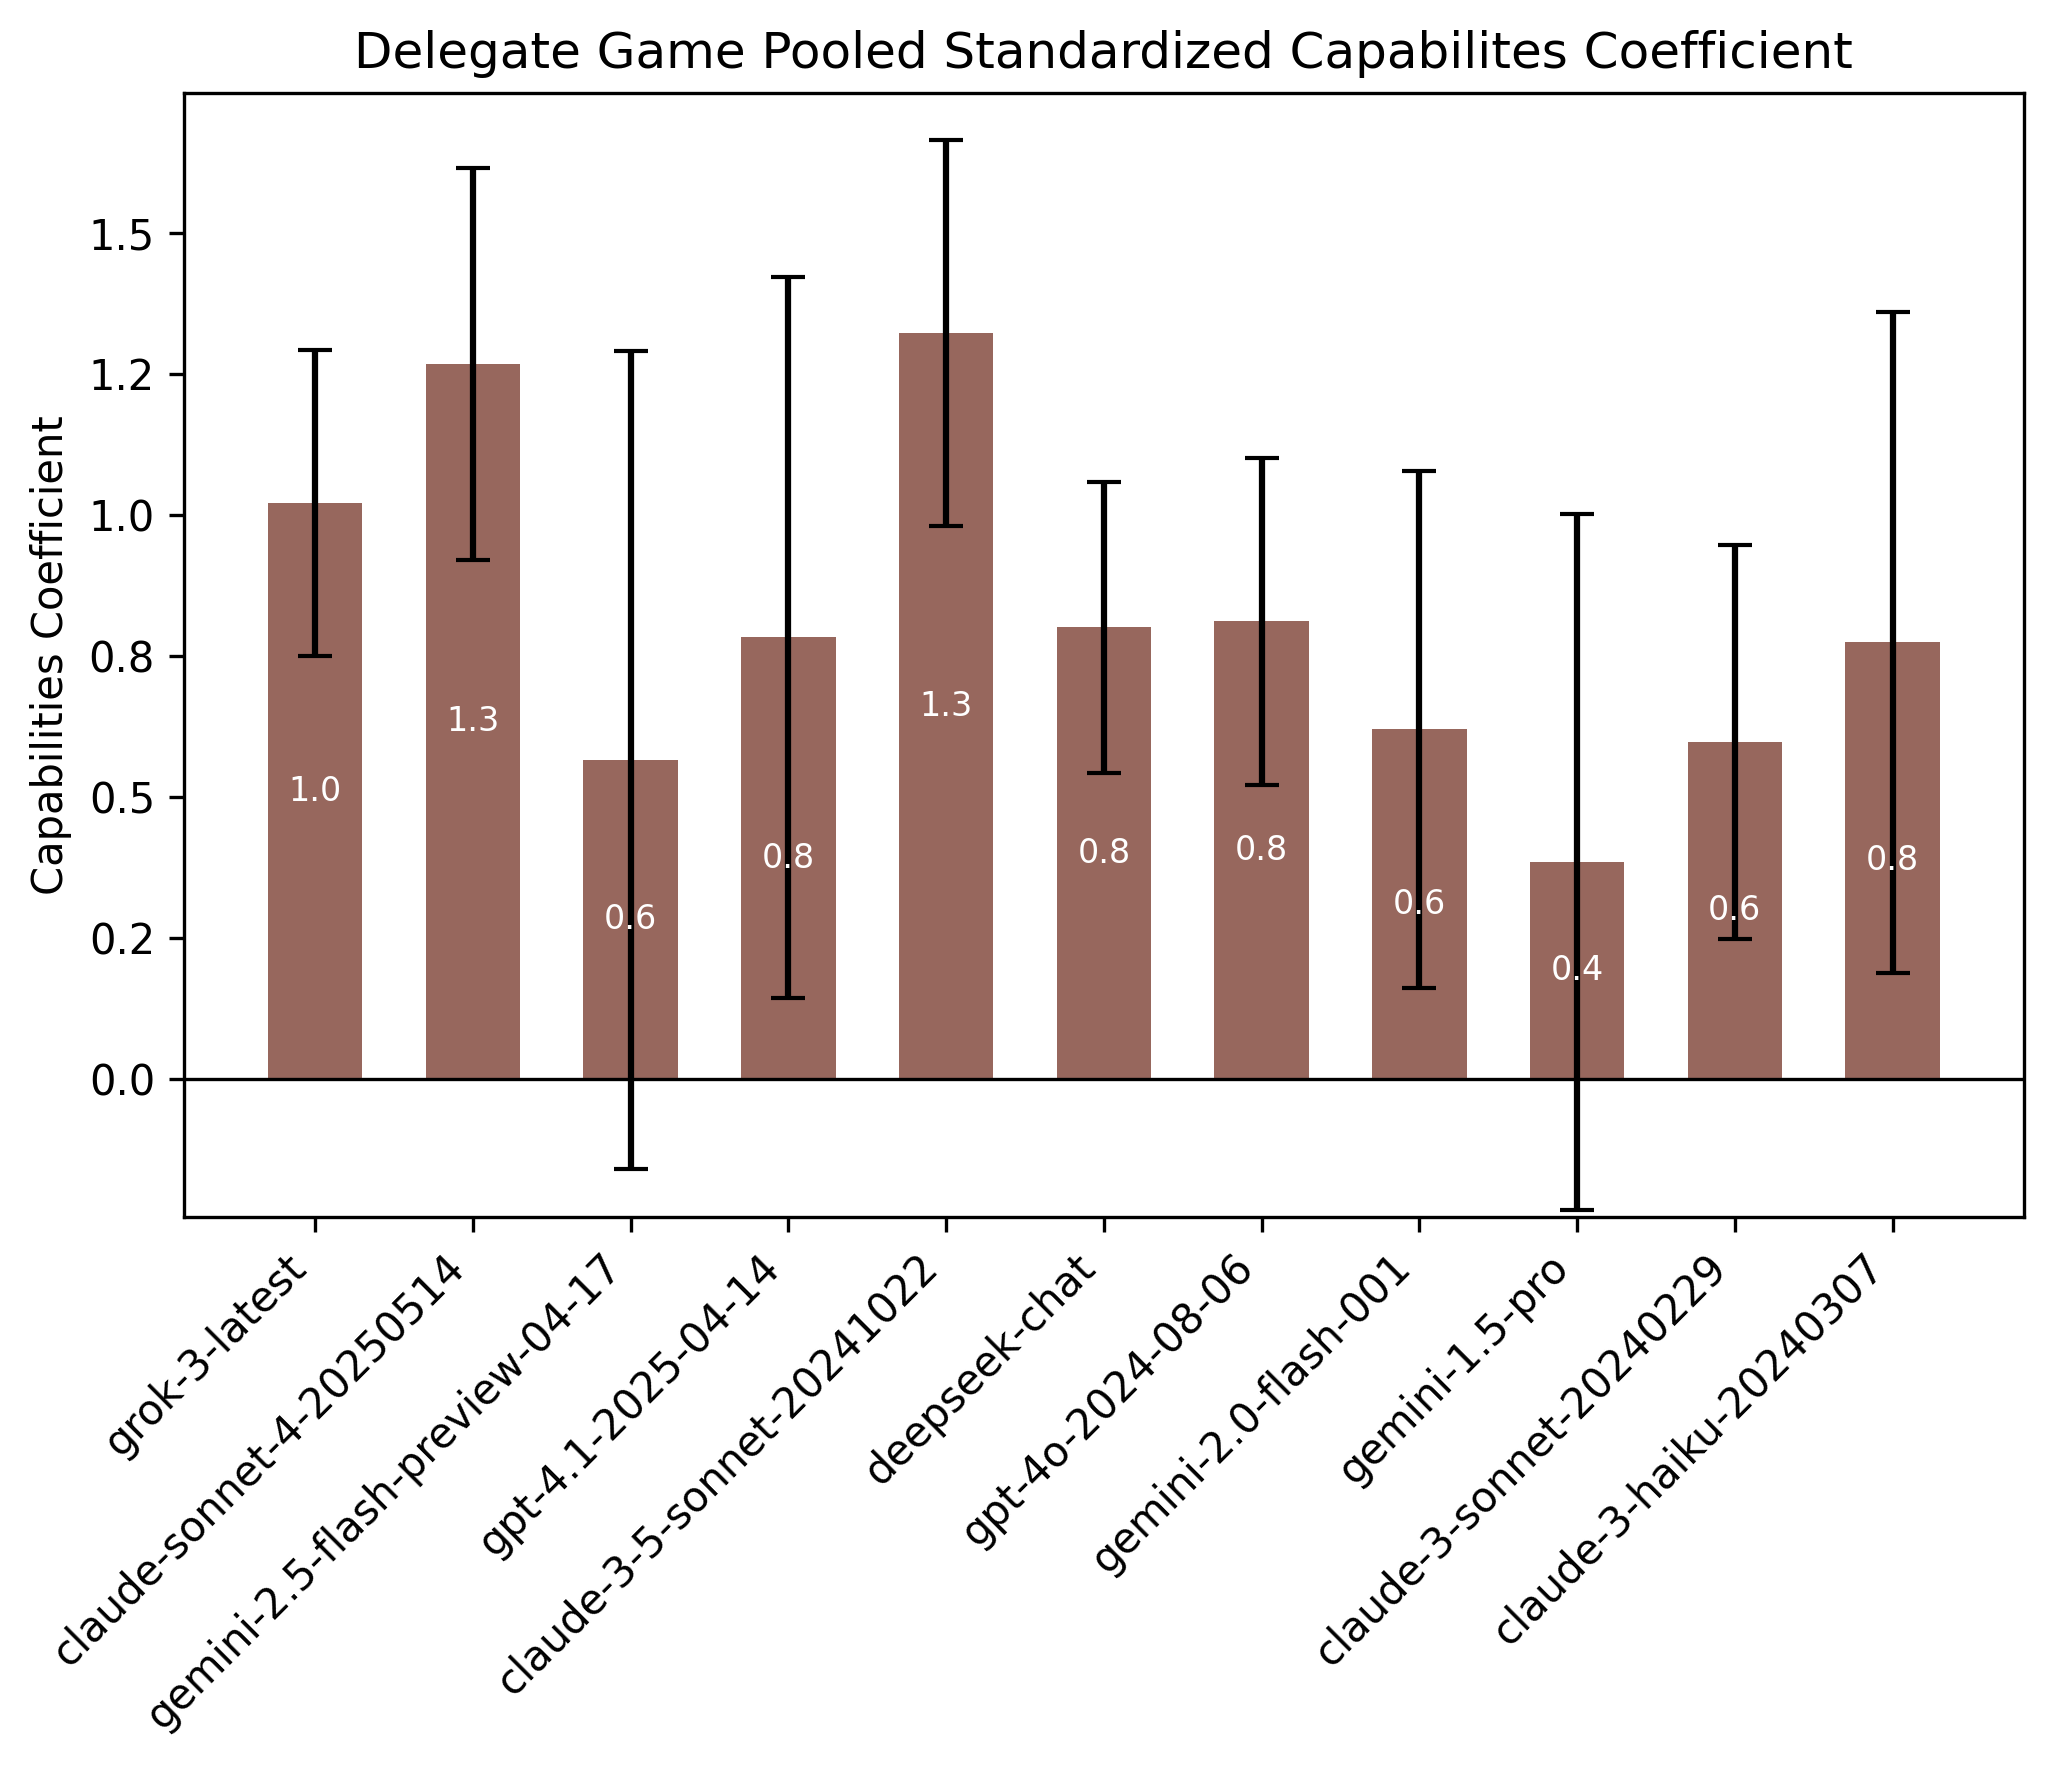 Delegate Game Pooled Standardized Capabilites Coefficient
Capabilities Coefficient
1.5
1.2
1.0
0.8
0.5
0.2
0.0
1.0
1.3
0.6
0.8
1.3
0.8
0.8
0.6
0.4
0.6
0.8
grok-3-latest
claude-sonnet-4-20250514
gemini-2.5-flash-preview-04-17
gpt-4.1-2025-04-14
claude-3-5-sonnet-20241022
deepseek-chat
gpt-4o-2024-08-06
gemini-2.0-flash-001
gemini-1.5-pro
claude-3-sonnet-20240229
claude-3-haiku-20240307